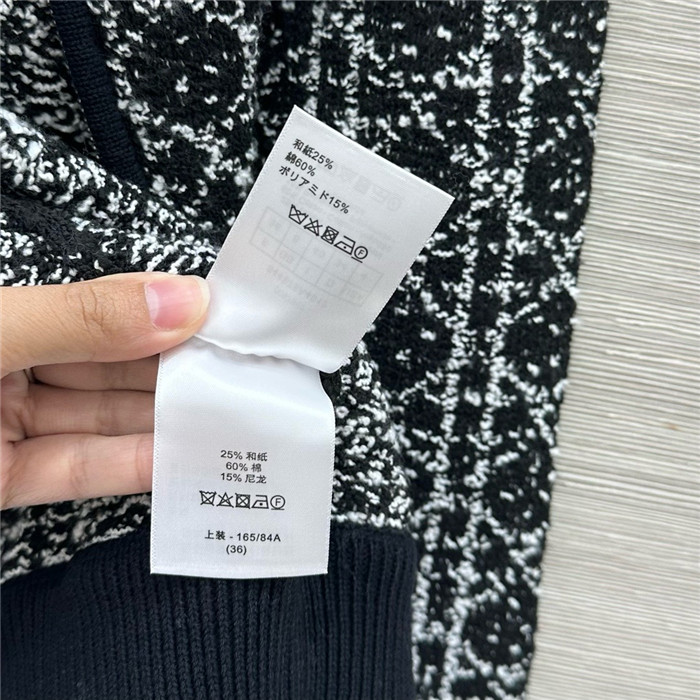 和紙25%
綿60%
ポリアミド15%
F
25% 和纸
60% 棉
15% 尼龙
F
上装 - 165/84A
(36)